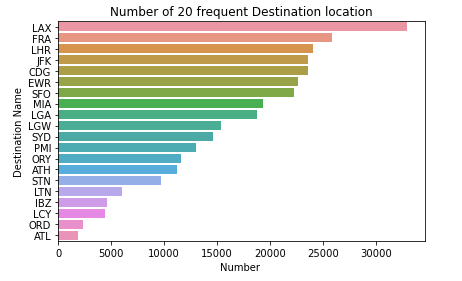 Number of 20 frequent Destination location
LAX
FRA
LHR
JFK
CDG
EWR
SFO
MIA
LGA
LGW
SYD
PMI
ORY
ATH
STN
LTN
IBZ
LCY
ORD
ATL
Destination Name
0 5000 10000 15000 20000 25000 30000
Number